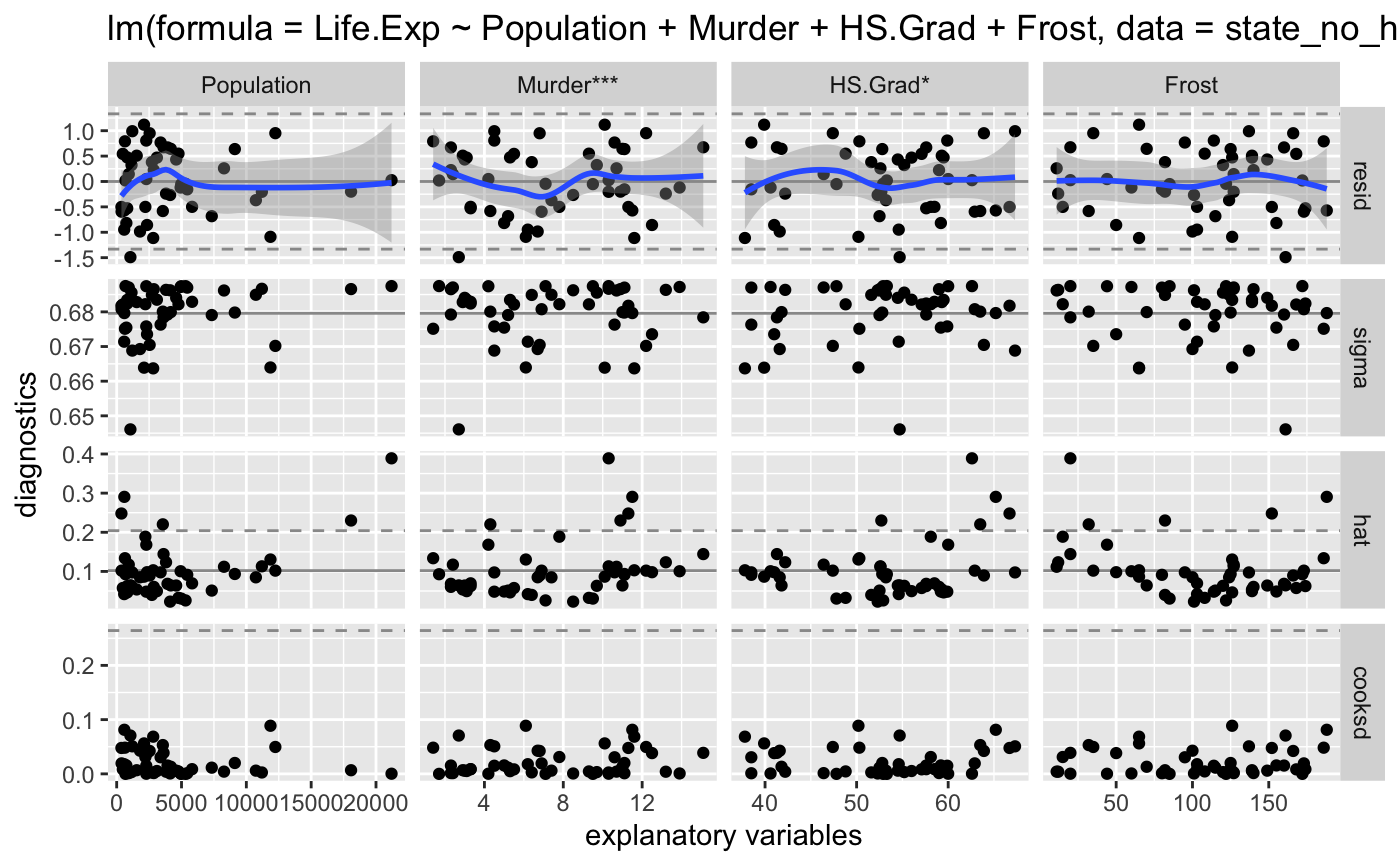 lm(formula = Life.Exp ~ Population + Murder + HS.Grad + Frost, data = state_no_h
Population Murder*** HS.Grad* Frost
1.0
0.5
0.0
-0.5
-1.0
-1.5
resid
0.68
0.67
0.66
0.65
sigma
diagnostics
0.4
0.3
0.2
0.1
hat
0.2
0.1
0.0
cooksd
0 5000 10000 15000 20000 4 8 12 40 50 60 50 100 150
explanatory variables